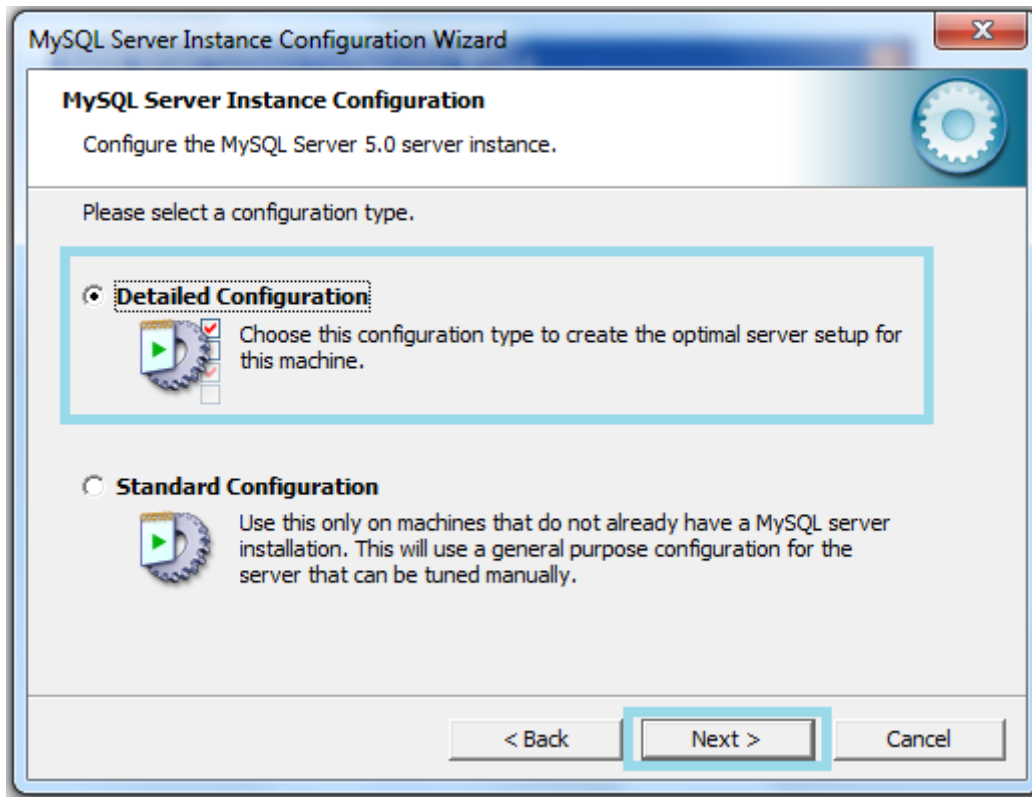 MySQL Server Instance Configuration Wizard
MySQL Server Instance Configuration
Configure the MySQL Server 5.0 server instance.
Please select a configuration type.
Detailed Configuration
Choose this configuration type to create the optimal server setup for
this machine.
Standard Configuration
Use this only on machines that do not already have a MySQL server
installation. This will use a general purpose configuration for the
server that can be tuned manually.
< Back Next > Cancel